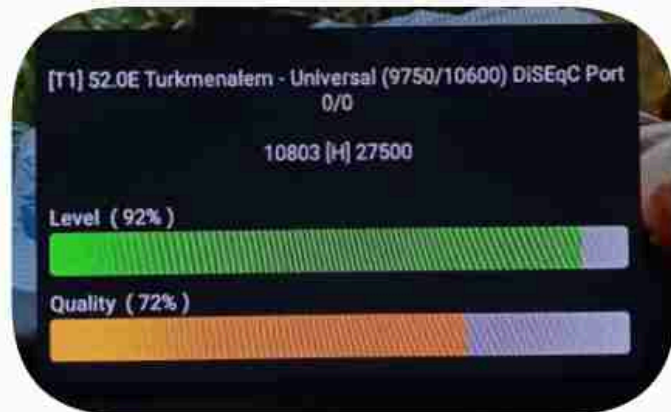 [T1] 52.0E Turkmenalem - Universal (9750/10600) DiSEqC Port
0/0
10803 [H] 27500
Level ( 92% )
Quality ( 72% )